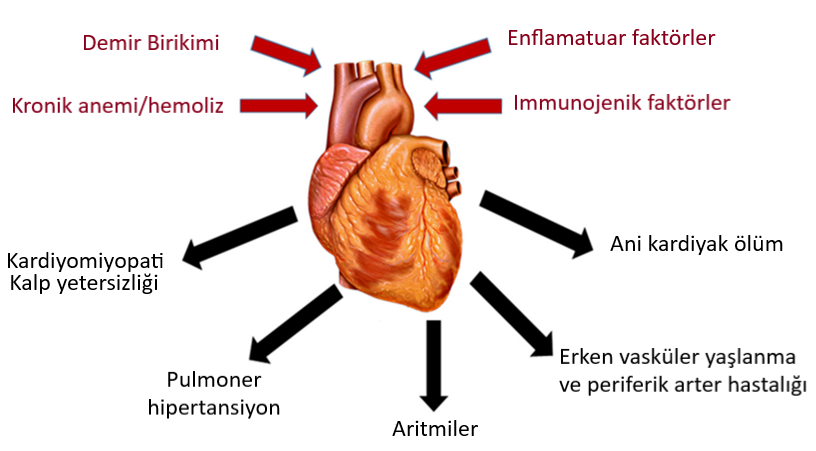 Demir Birikimi
Enflamatuar faktörler
Kronik anemi/hemoliz
Immunojenik faktörler
Kardiyomiyopati
Kalp yetersizliği
Ani kardiyak ölüm
Pulmoner
hipertansiyon
Erken vasküler yaşlanma
ve periferik arter hastalığı
Aritmiler